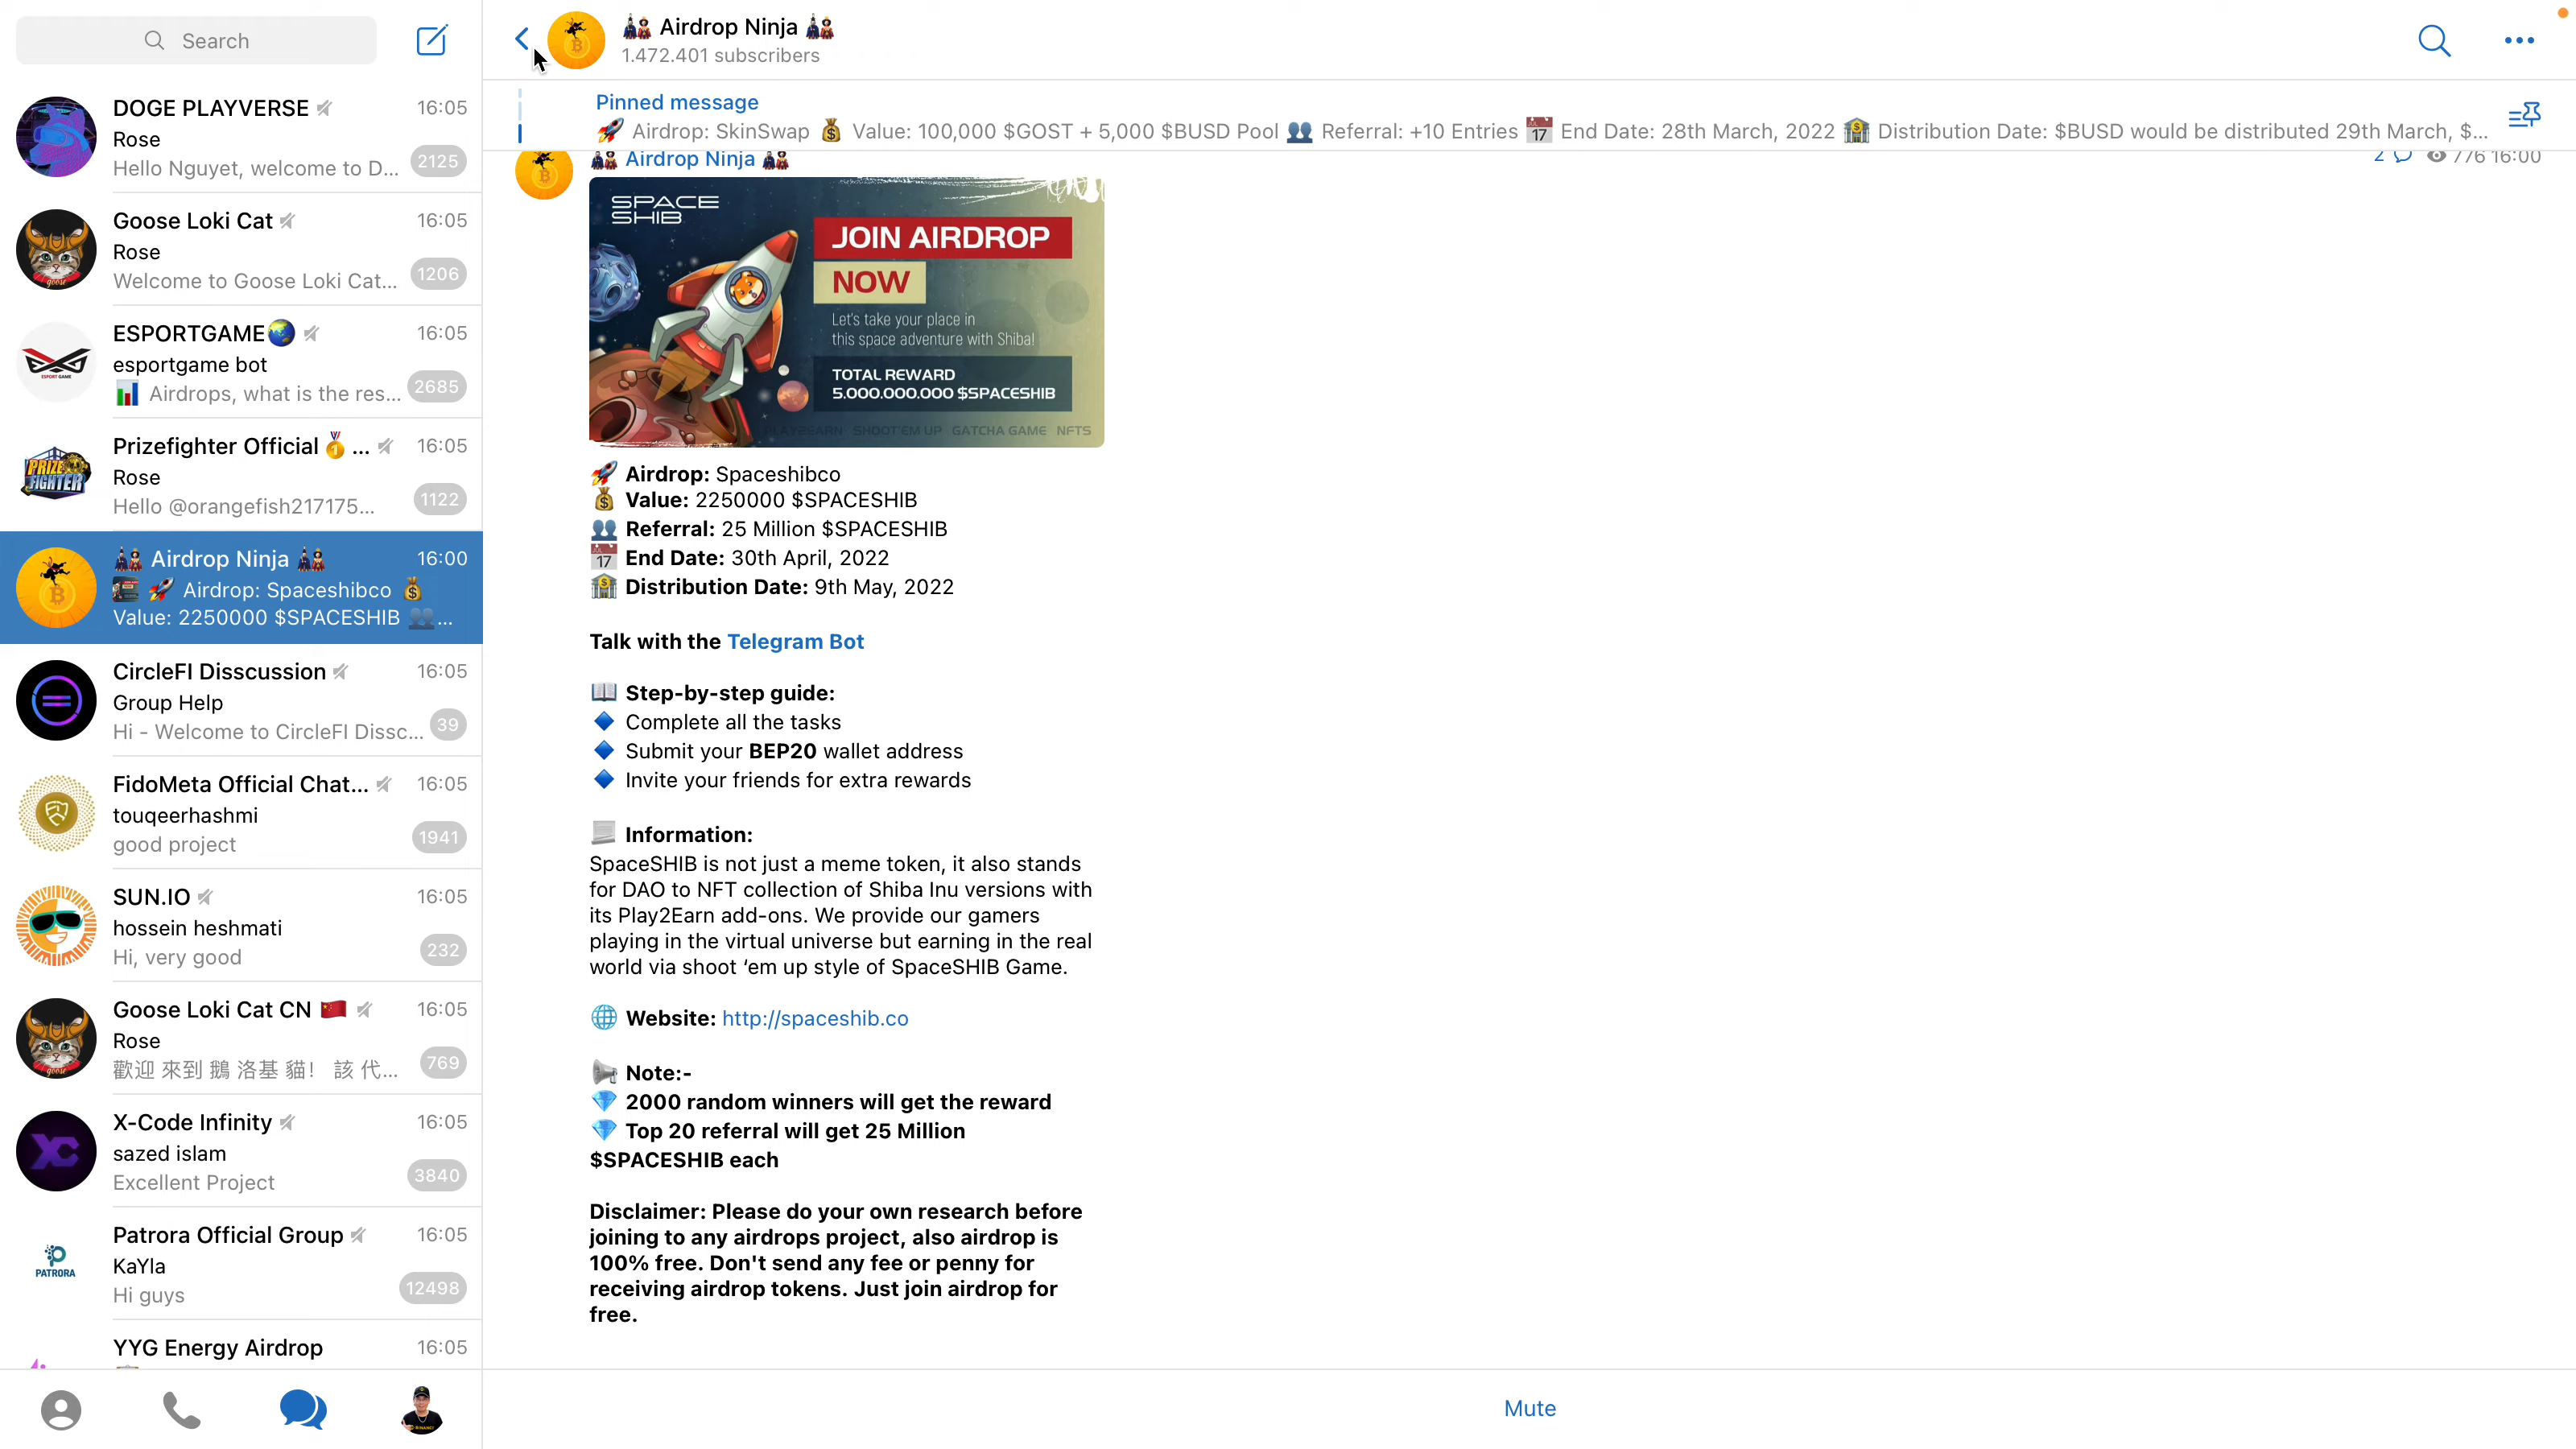 Search
DOGE PLAYVERSE 16:05
Rose
Hello Nguyet, welcome to D... 2125
Goose Loki Cat 16:05
Rose
Welcome to Goose Loki Cat... 1206
ESPORTGAME🌏 16:05
esportgame bot
📊 Airdrops, what is the res... 2685
Prizefighter Official 🏅 ... 16:05
Rose
Hello @orangefish217175... 1122
Airdrop Ninja 16:00
🚀 Airdrop: Spaceshibco 💰
Value: 2250000 $SPACESHIB 👥...
CircleFI Disscussion 16:05
Group Help
Hi - Welcome to CircleFI Dissc... 39
FidoMeta Official Chat... 16:05
touqeerhashmi
good project 1941
SUN.IO 16:05
hossein heshmati
Hi, very good 232
Goose Loki Cat CN 🇨🇳 16:05
Rose
歡迎 來到 鵝 洛基 貓! 該 代... 769
X-Code Infinity 16:05
sazed islam
Excellent Project 3840
Patrora Official Group 16:05
KaYla
Hi guys 12498
PATRORA
YYG Energy Airdrop 16:05
Airdrop Ninja
1.472.401 subscribers
Pinned message
🚀 Airdrop: SkinSwap 💰 Value: 100,000 $GOST + 5,000 $BUSD Pool 👥 Referral: +10 Entries 📅 End Date: 28th March, 2022 🏦 Distribution Date: $BUSD would be distributed 29th March, $...
Airdrop Ninja 2 776 16:00
SPACE
SHIB
JOIN AIRDROP
NOW
Let's take your place in
this space adventure with Shiba!
TOTAL REWARD
5.000.000.000 $SPACESHIB
PLAY2EARN SHOOT'EM UP GATCHA GAME NFTS
🚀 Airdrop: Spaceshibco
💰 Value: 2250000 $SPACESHIB
👥 Referral: 25 Million $SPACESHIB
📅 End Date: 30th April, 2022
🏦 Distribution Date: 9th May, 2022
Talk with the Telegram Bot
📖 Step-by-step guide:
🔹 Complete all the tasks
🔹 Submit your BEP20 wallet address
🔹 Invite your friends for extra rewards
📃 Information:
SpaceSHIB is not just a meme token, it also stands
for DAO to NFT collection of Shiba Inu versions with
its Play2Earn add-ons. We provide our gamers
playing in the virtual universe but earning in the real
world via shoot ‘em up style of SpaceSHIB Game.
🌐 Website: http://spaceshib.co
📢 Note:-
💎 2000 random winners will get the reward
💎 Top 20 referral will get 25 Million
$SPACESHIB each
Disclaimer: Please do your own research before
joining to any airdrops project, also airdrop is
100% free. Don't send any fee or penny for
receiving airdrop tokens. Just join airdrop for
free.
Mute